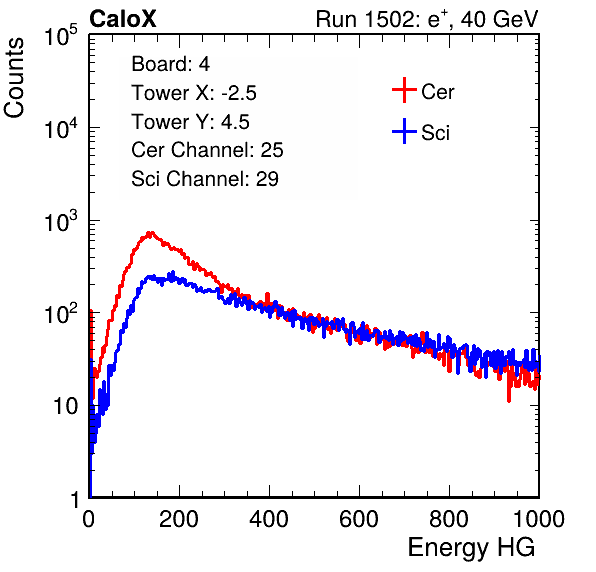 CaloX Run 1502: e⁺, 40 GeV
Counts
10⁵
10⁴
10³
10²
10
1
Board: 4
Tower X: -2.5
Tower Y: 4.5
Cer Channel: 25
Sci Channel: 29
Cer
Sci
0 200 400 600 800 1000
Energy HG